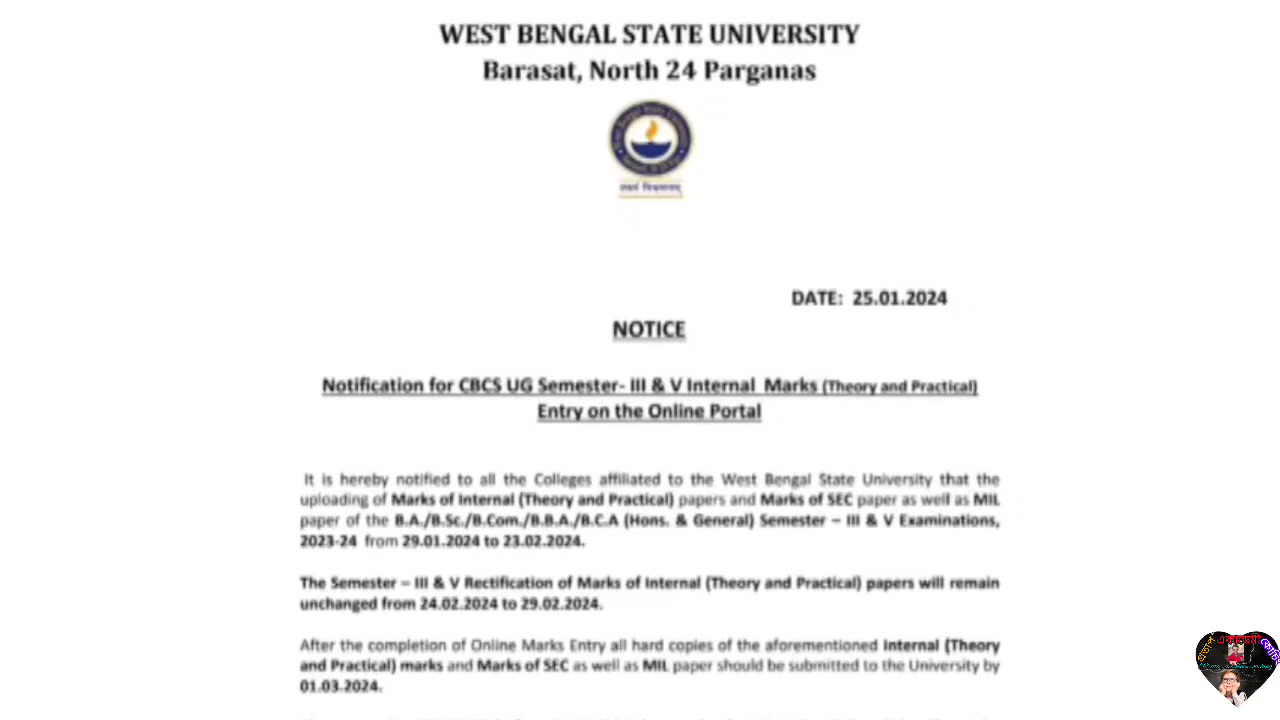 WEST BENGAL STATE UNIVERSITY
Barasat, North 24 Parganas
DATE: 25.01.2024
NOTICE
Notification for CBCS UG Semester- III & V Internal Marks (Theory and Practical)
Entry on the Online Portal
It is hereby notified to all the Colleges affiliated to the West Bengal State University that the
uploading of Marks of Internal (Theory and Practical) papers and Marks of SEC paper as well as MIL
paper of the B.A./B.Sc./B.Com./B.B.A./B.C.A (Hons. & General) Semester – III & V Examinations,
2023-24 from 29.01.2024 to 23.02.2024.
The Semester – III & V Rectification of Marks of Internal (Theory and Practical) papers will remain
unchanged from 24.02.2024 to 29.02.2024.
After the completion of Online Marks Entry all hard copies of the aforementioned Internal (Theory
and Practical) marks and Marks of SEC as well as MIL paper should be submitted to the University by
01.03.2024.